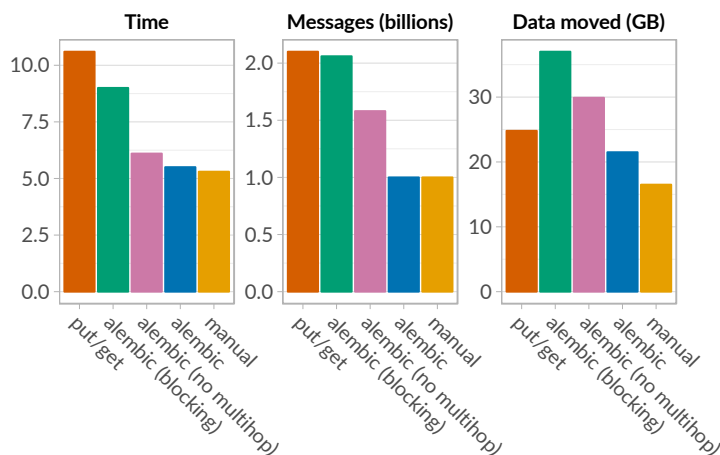 Time
10.0
7.5
5.0
2.5
0.0
put/get
alembic (blocking)
alembic (no multihop)
alembic
manual
Messages (billions)
2.0
1.5
1.0
0.5
0.0
put/get
alembic (blocking)
alembic (no multihop)
alembic
manual
Data moved (GB)
30
20
10
0
put/get
alembic (blocking)
alembic (no multihop)
alembic
manual